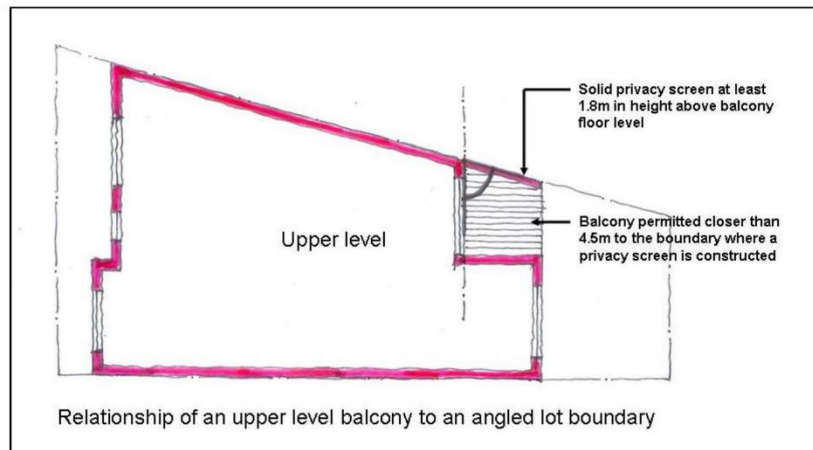 Solid privacy screen at least
1.8m in height above balcony
floor level
Upper level
Balcony permitted closer than
4.5m to the boundary where a
privacy screen is constructed
Relationship of an upper level balcony to an angled lot boundary